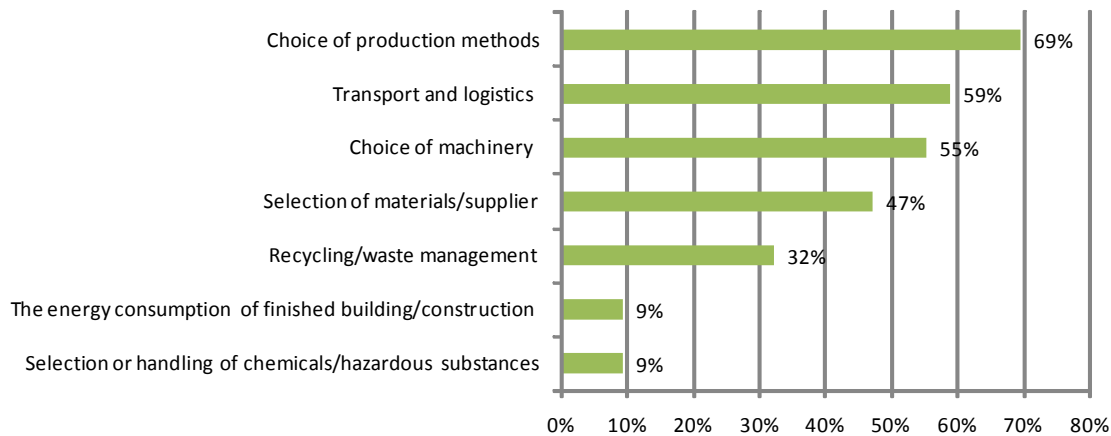 Choice of production methods 69%
Transport and logistics 59%
Choice of machinery 55%
Selection of materials/supplier 47%
Recycling/waste management 32%
The energy consumption of finished building/construction 9%
Selection or handling of chemicals/hazardous substances 9%
0% 10% 20% 30% 40% 50% 60% 70% 80%